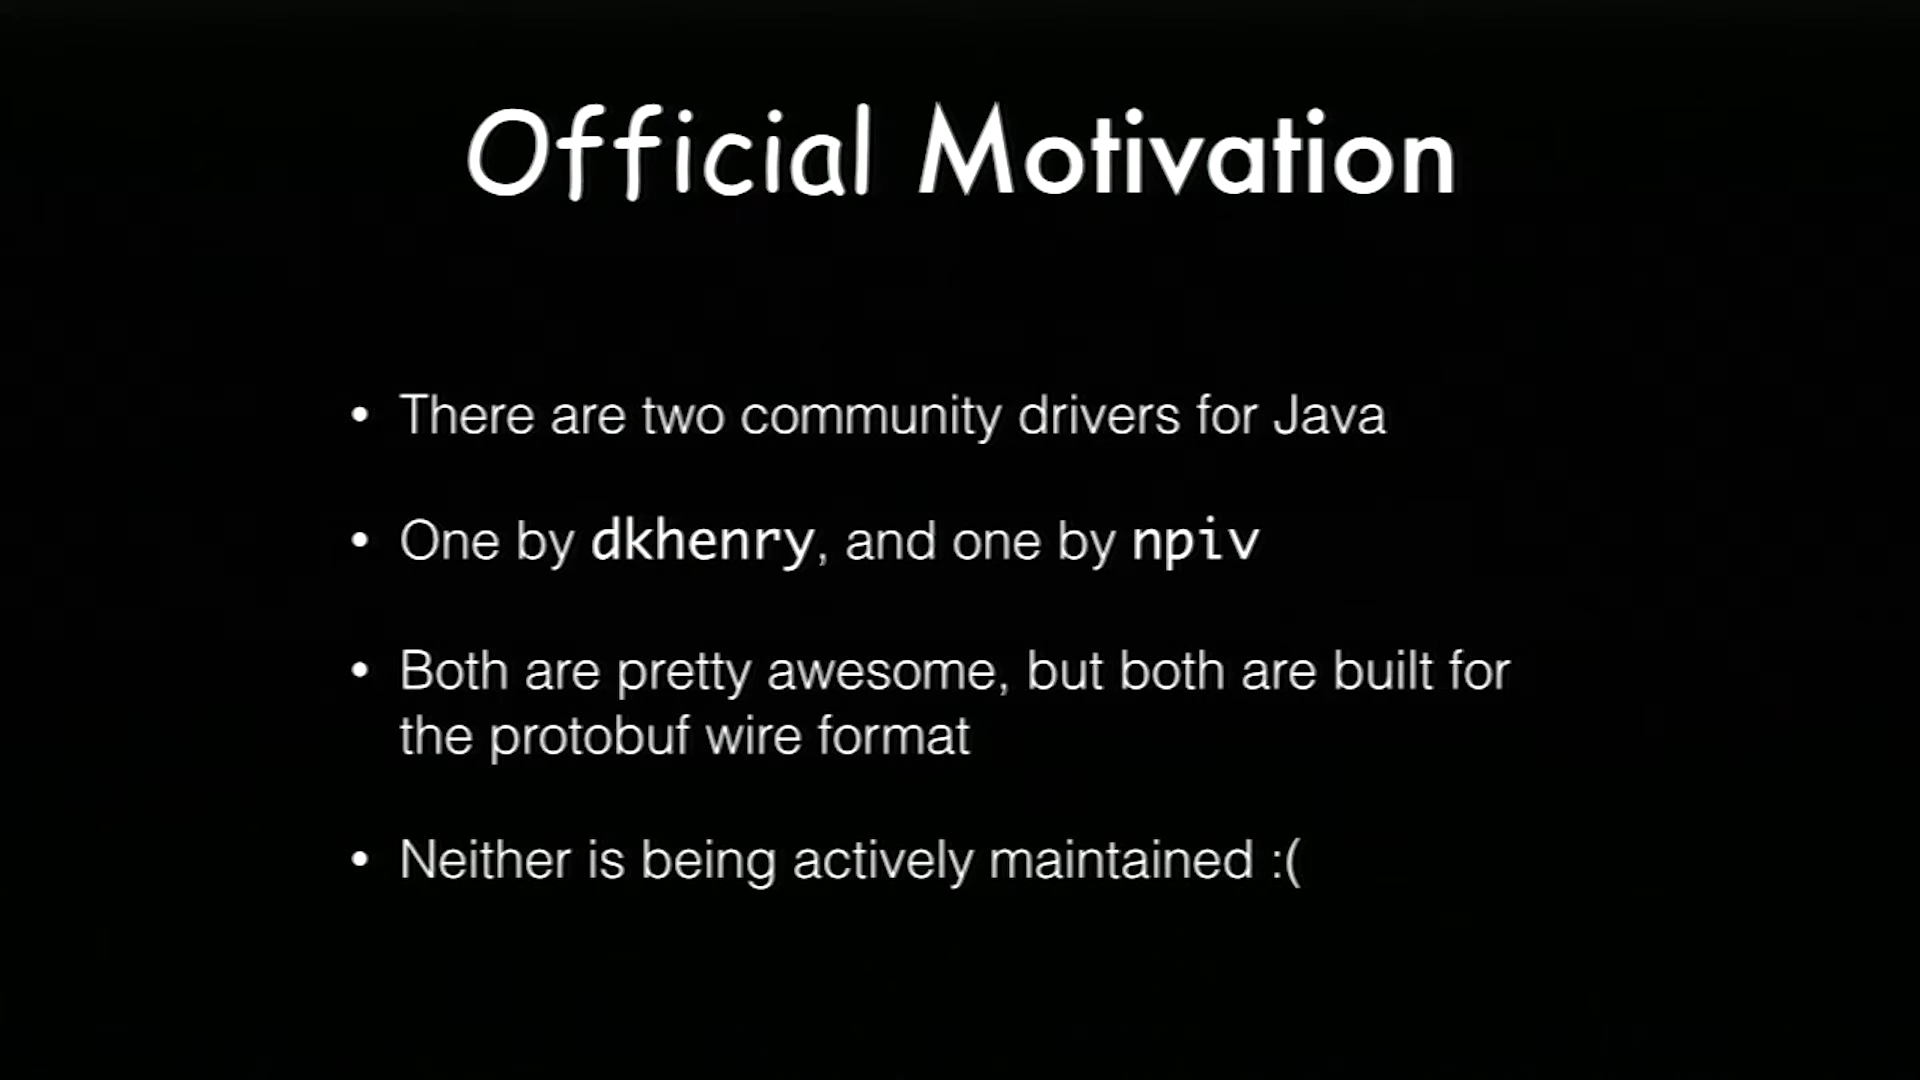 Official Motivation
• There are two community drivers for Java
• One by dkhenry, and one by npiv
• Both are pretty awesome, but both are built for
the protobuf wire format
• Neither is being actively maintained :(